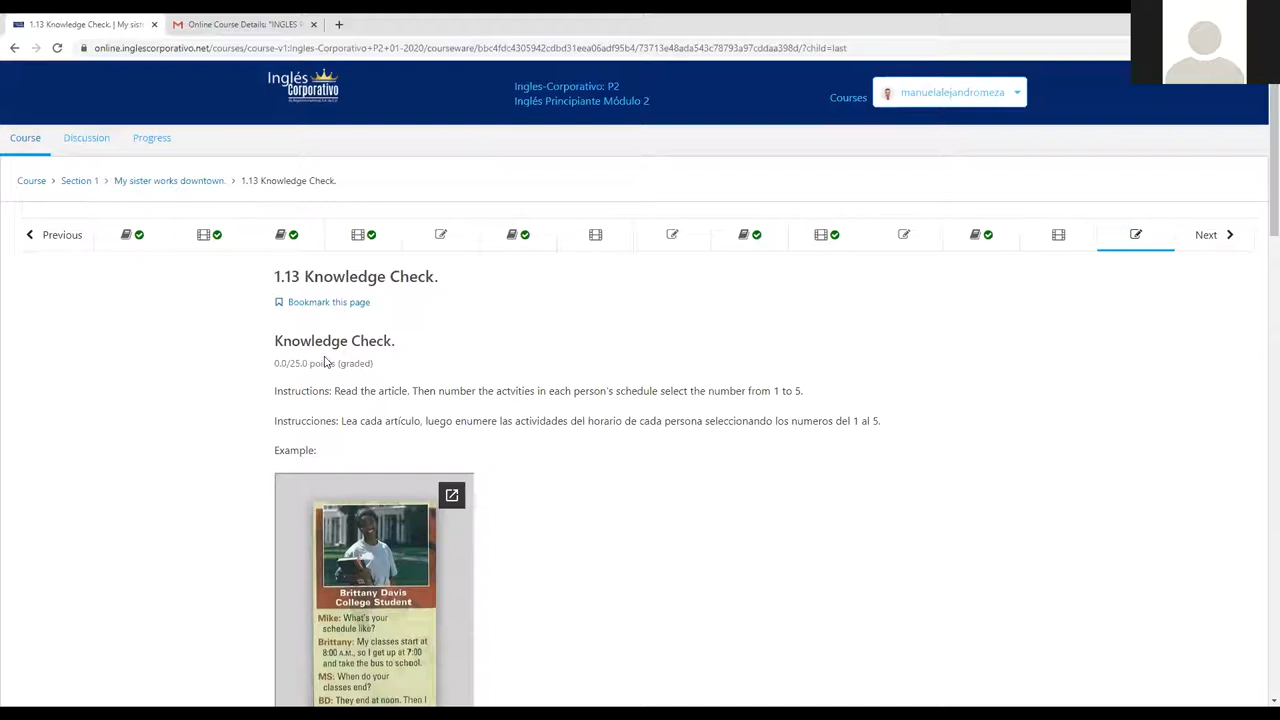 1.13 Knowledge Check. | My sist
Online Course Details: "INGLES
online.inglescorporativo.net/courses/course-v1:Ingles-Corporativo+P2+01-2020/courseware/bbc4fdc4305942cdbd31eea06adf95b4/73713e48ada543c78793a97cddaa398d/?child=last
Inglés
Corporativo
Ingles-Corporativo: P2
Inglés Principiante Módulo 2
Courses
manuelalejandromeza
Course
Discussion
Progress
Course > Section 1 > My sister works downtown. > 1.13 Knowledge Check.
Previous
Next
1.13 Knowledge Check.
Bookmark this page
Knowledge Check.
0.0/25.0 points (graded)
Instructions: Read the article. Then number the actvities in each person's schedule select the number from 1 to 5.
Instrucciones: Lea cada artículo, luego enumere las actividades del horario de cada persona seleccionando los numeros del 1 al 5.
Example:
Brittany Davis
College Student
Mike: What's your
schedule like?
Brittany: My classes start at
8:00 A.M., so I get up at 7:00
and take the bus to school.
MS: When do your
classes end?
BD: They end at noon. Then I